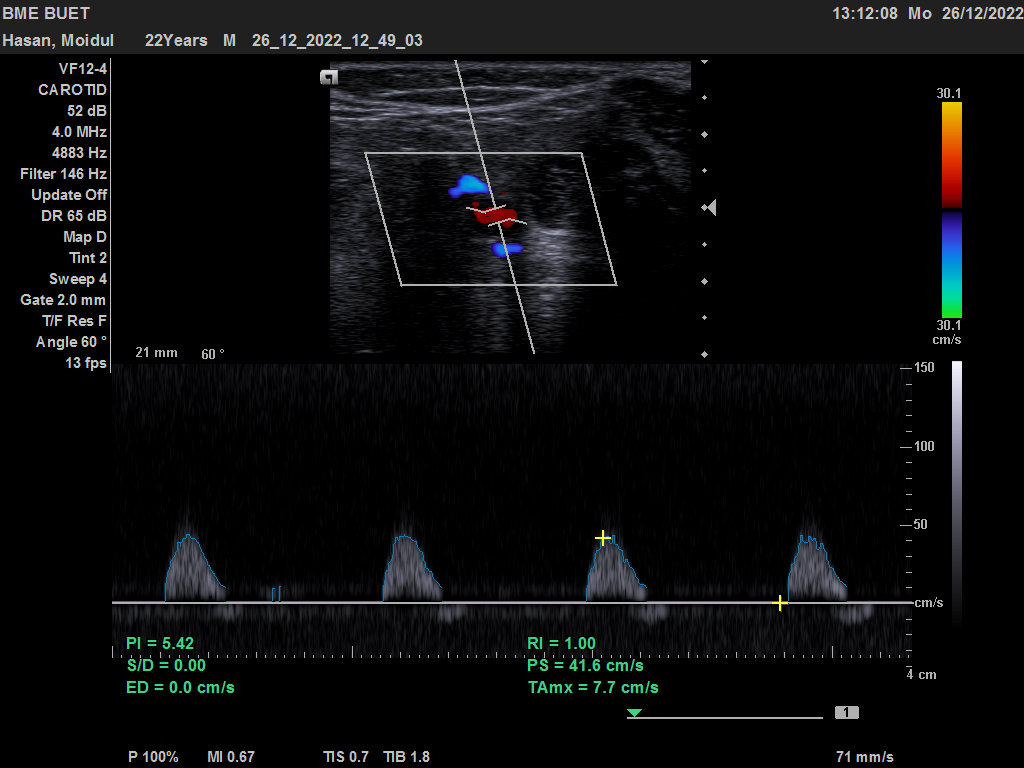 BME BUET
13:12:08 Mo 26/12/2022
Hasan, Moidul 22Years M 26_12_2022_12_49_03
VF12-4
CAROTID
52 dB
4.0 MHz
4883 Hz
Filter 146 Hz
Update Off
DR 65 dB
Map D
Tint 2
Sweep 4
Gate 2.0 mm
T/F Res F
Angle 60 °
13 fps
21 mm 60 °
30.1
30.1
cm/s
150
100
50
cm/s
4 cm
PI = 5.42
S/D = 0.00
ED = 0.0 cm/s
RI = 1.00
PS = 41.6 cm/s
TAmx = 7.7 cm/s
1
P 100% MI 0.67 TIS 0.7 TIB 1.8 71 mm/s